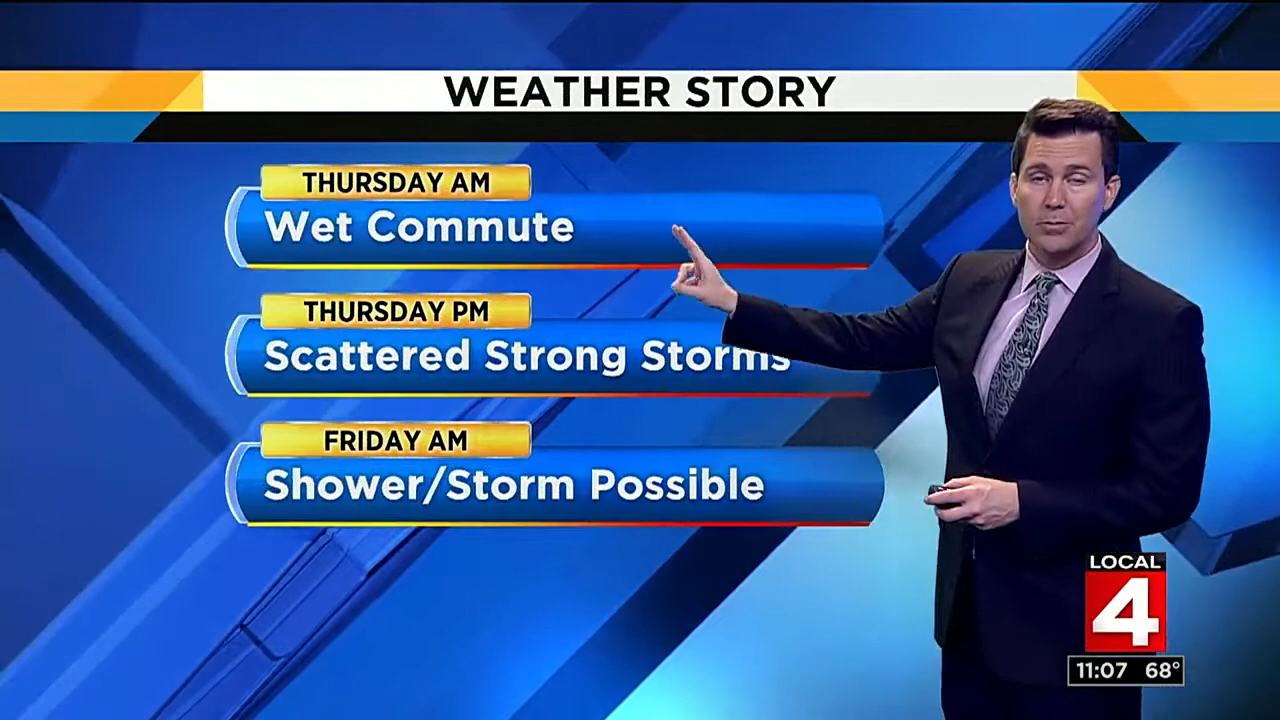 WEATHER STORY
THURSDAY AM
Wet Commute
THURSDAY PM
Scattered Strong Storms
FRIDAY AM
Shower/Storm Possible
LOCAL
4
11:07 68°